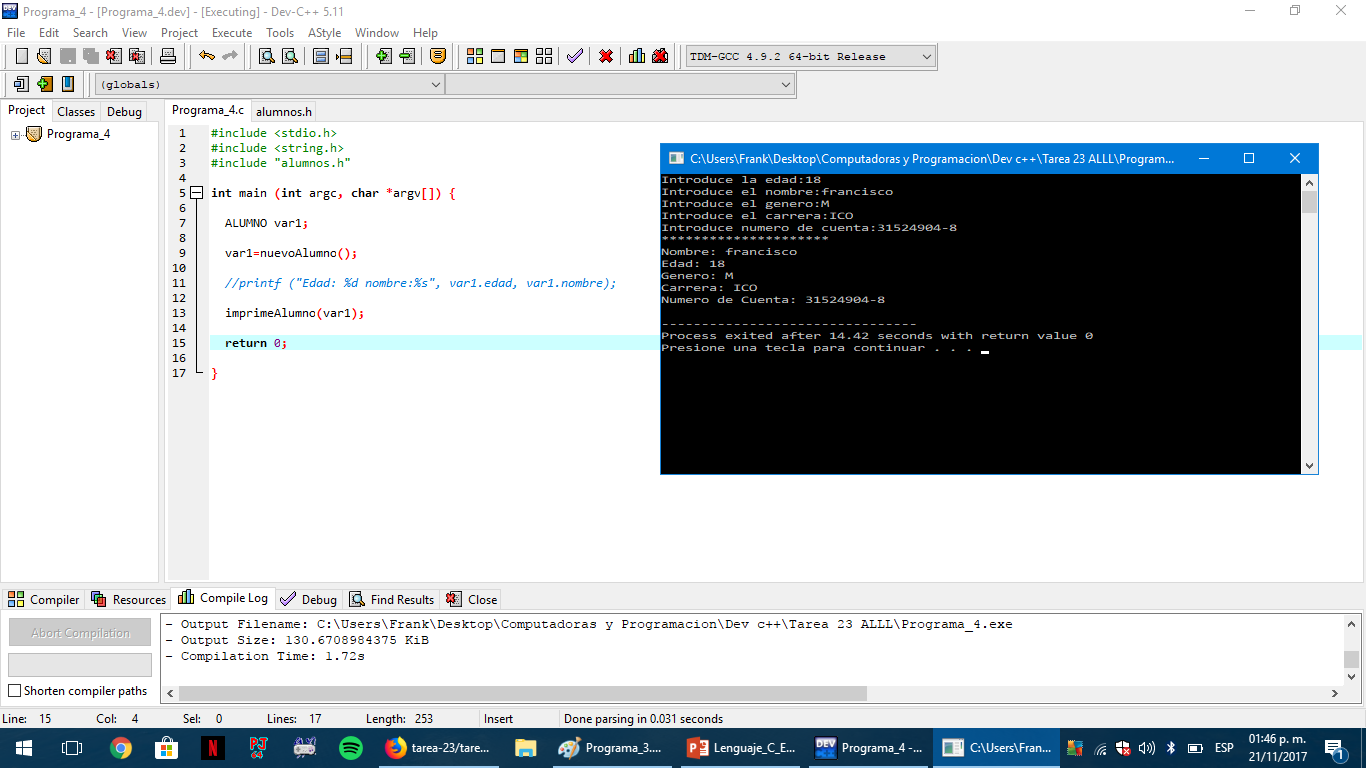 Programa_4 - [Programa_4.dev] - [Executing] - Dev-C++ 5.11
File Edit Search View Project Execute Tools AStyle Window Help
TDM-GCC 4.9.2 64-bit Release
(globals)
Project Classes Debug
Programa_4
Programa_4.c alumnos.h
1 #include <stdio.h>
2 #include <string.h>
3 #include "alumnos.h"
4
5 int main (int argc, char *argv[]) {
6
7 ALUMNO var1;
8
9 var1=nuevoAlumno();
10
11 //printf ("Edad: %d nombre:%s", var1.edad, var1.nombre);
12
13 imprimeAlumno(var1);
14
15 return 0;
16
17 }
C:\Users\Frank\Desktop\Computadoras y Programacion\Dev c++\Tarea 23 ALLL\Program...
Introduce la edad:18
Introduce el nombre:francisco
Introduce el genero:M
Introduce el carrera:ICO
Introduce numero de cuenta:31524904-8
*********************
Nombre: francisco
Edad: 18
Genero: M
Carrera: ICO
Numero de Cuenta: 31524904-8
--------------------------------
Process exited after 14.42 seconds with return value 0
Presione una tecla para continuar . . .
Compiler Resources Compile Log Debug Find Results Close
Abort Compilation
Shorten compiler paths
- Output Filename: C:\Users\Frank\Desktop\Computadoras y Programacion\Dev c++\Tarea 23 ALLL\Programa_4.exe
- Output Size: 130.6708984375 KiB
- Compilation Time: 1.72s
Line: 15 Col: 4 Sel: 0 Lines: 17 Length: 253 Insert Done parsing in 0.031 seconds
tarea-23/tare... Programa_3.... Lenguaje_C_E... Programa_4 -... C:\Users\Fran... ESP 01:46 p. m.
21/11/2017